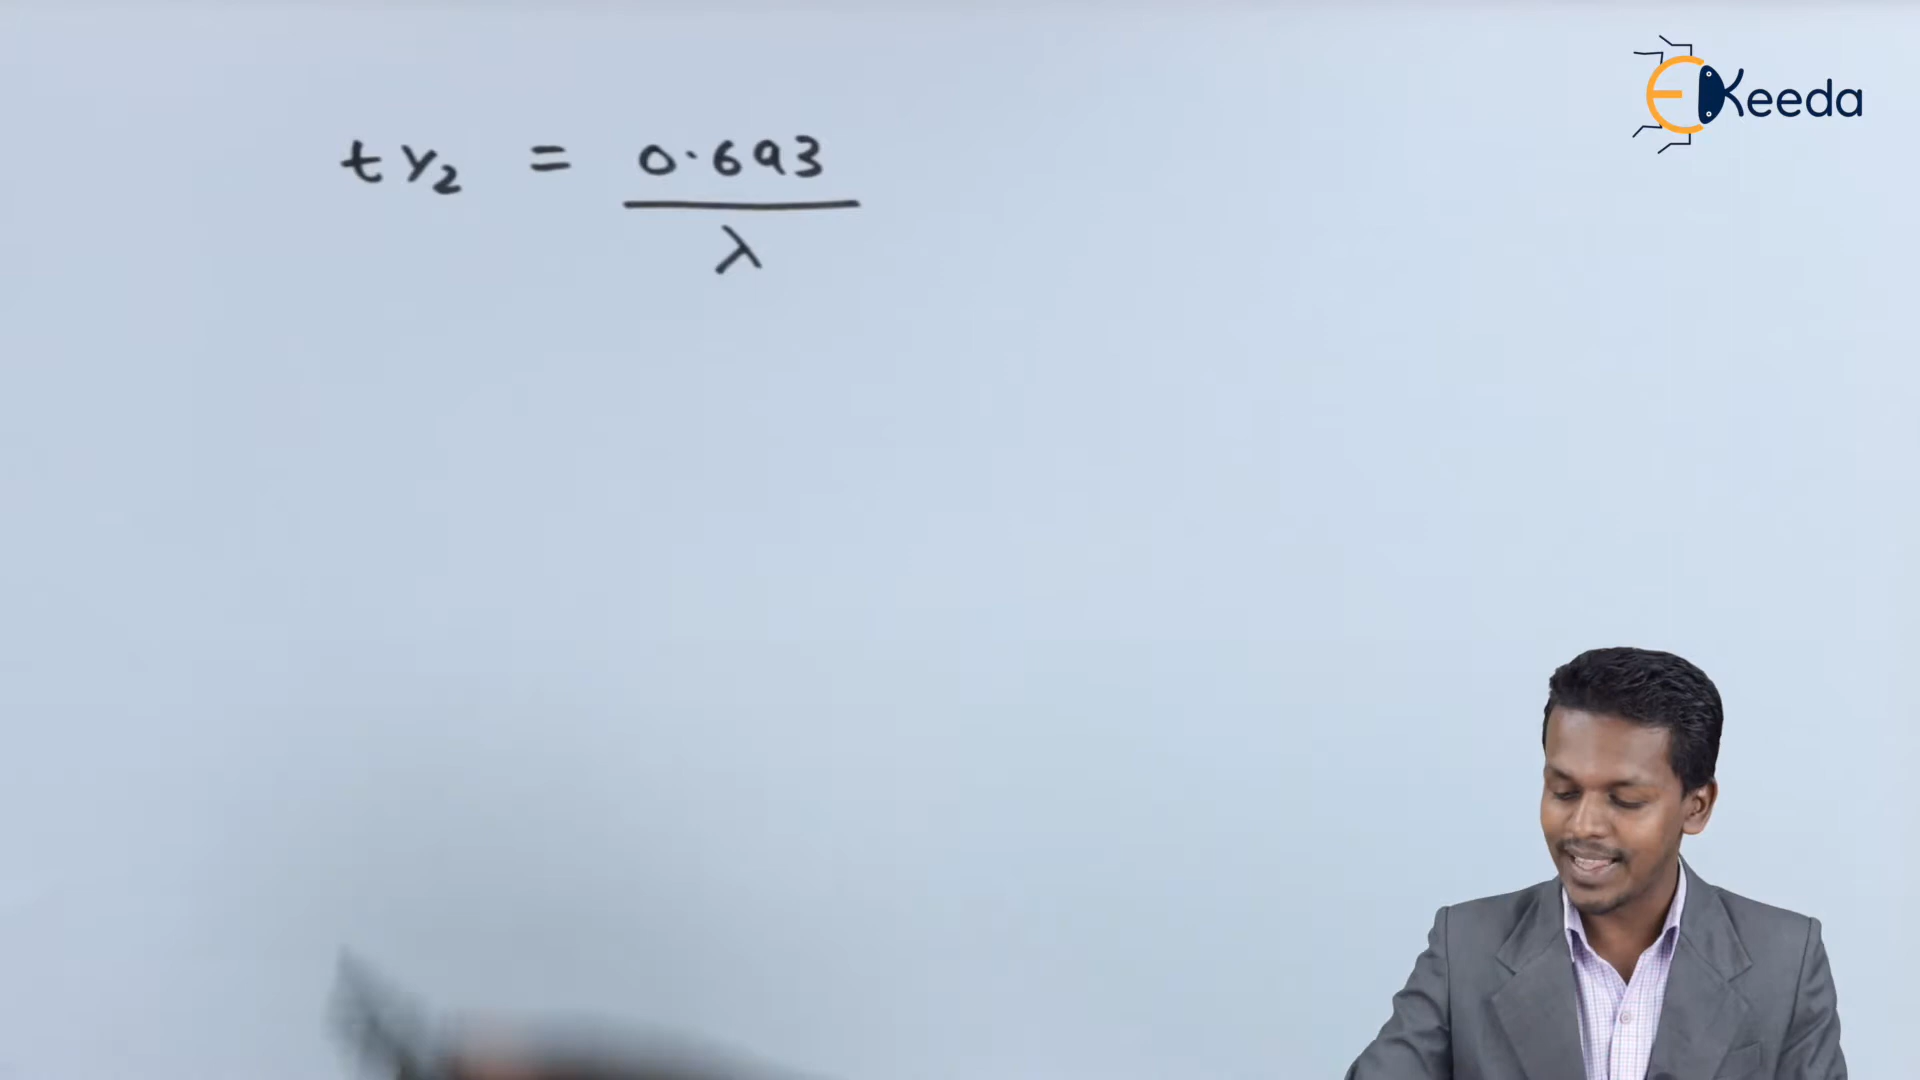 EKeeda
t½ = 0.693
λ